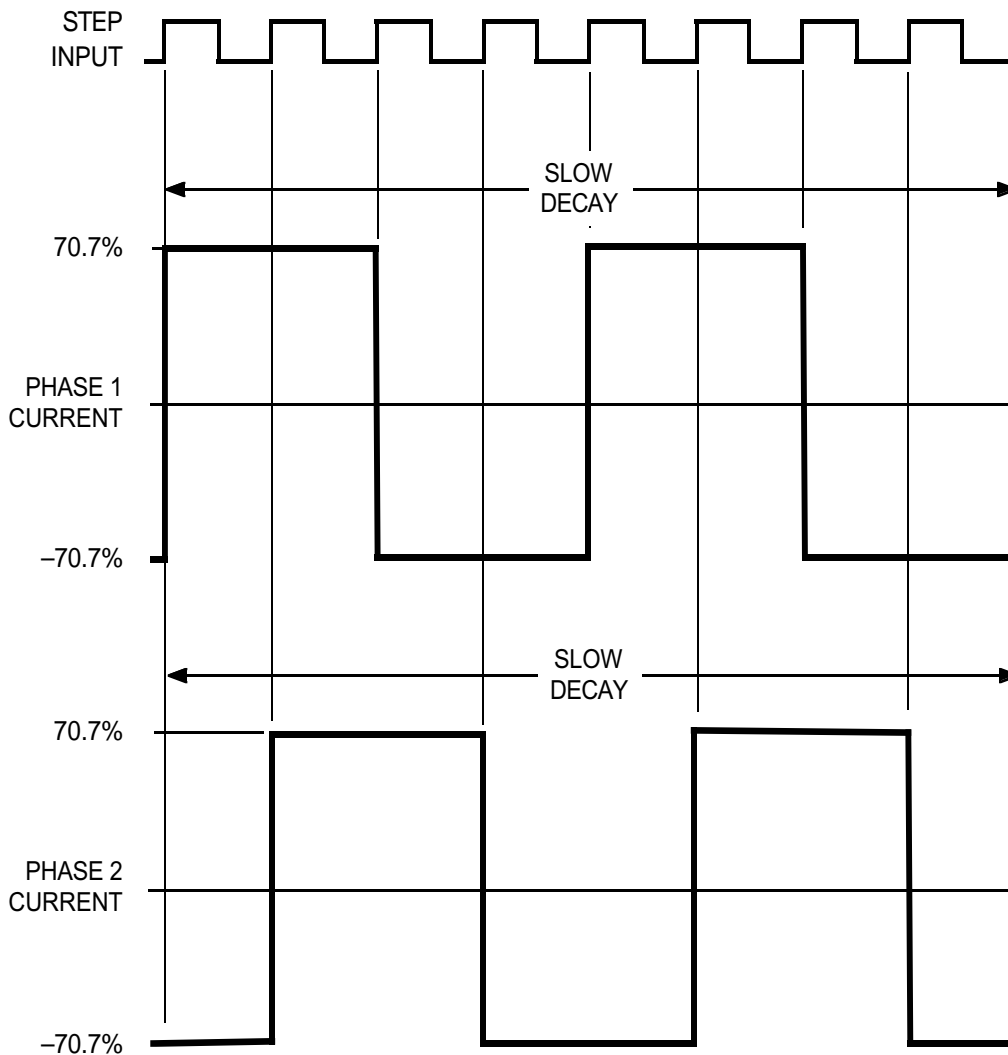 STEP
INPUT
SLOW
DECAY
70.7%
PHASE 1
CURRENT
–70.7%
SLOW
DECAY
70.7%
PHASE 2
CURRENT
–70.7%